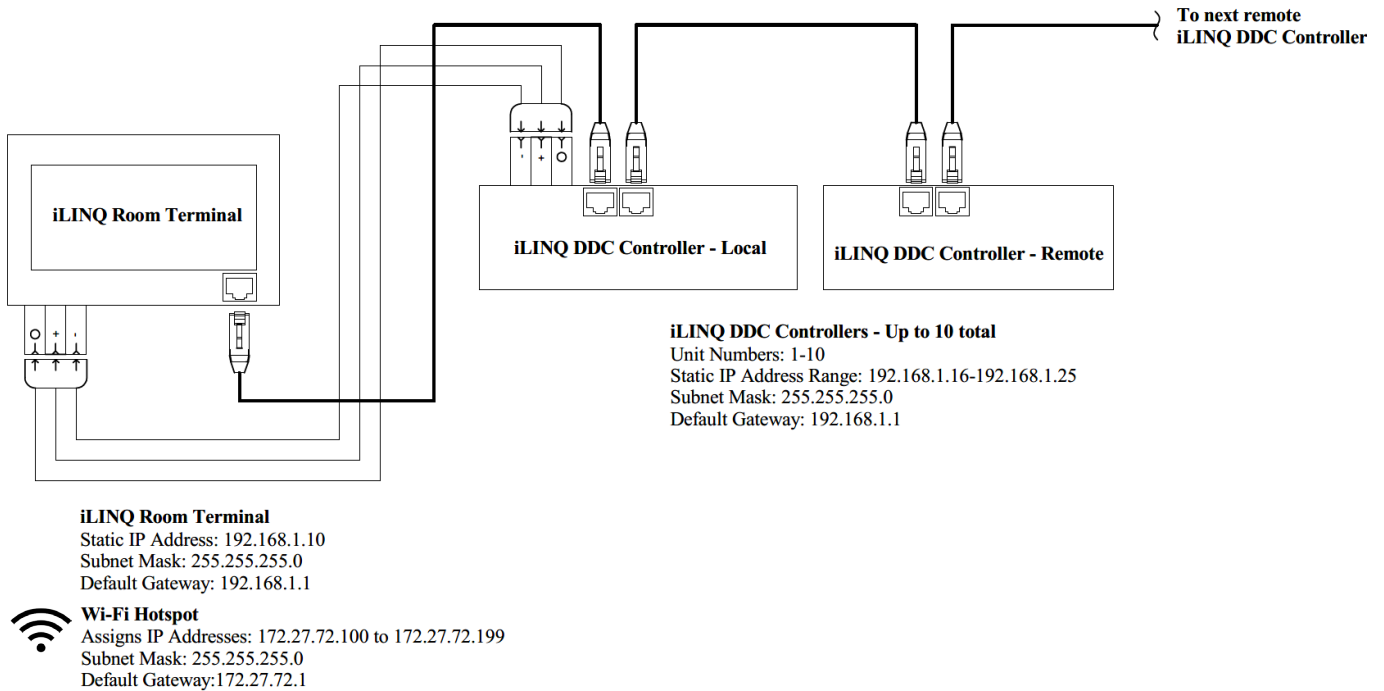 To next remote
iLINQ DDC Controller
- + O
iLINQ Room Terminal
iLINQ DDC Controller - Local
iLINQ DDC Controller - Remote
O + -
iLINQ DDC Controllers - Up to 10 total
Unit Numbers: 1-10
Static IP Address Range: 192.168.1.16-192.168.1.25
Subnet Mask: 255.255.255.0
Default Gateway: 192.168.1.1
iLINQ Room Terminal
Static IP Address: 192.168.1.10
Subnet Mask: 255.255.255.0
Default Gateway: 192.168.1.1
Wi-Fi Hotspot
Assigns IP Addresses: 172.27.72.100 to 172.27.72.199
Subnet Mask: 255.255.255.0
Default Gateway:172.27.72.1